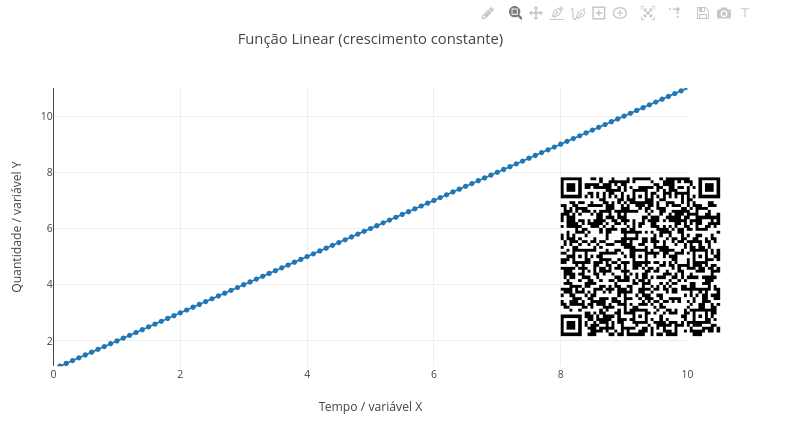 T
Função Linear (crescimento constante)
10
8
6
4
2
Quantidade / variável Y
0 2 4 6 8 10
Tempo / variável X